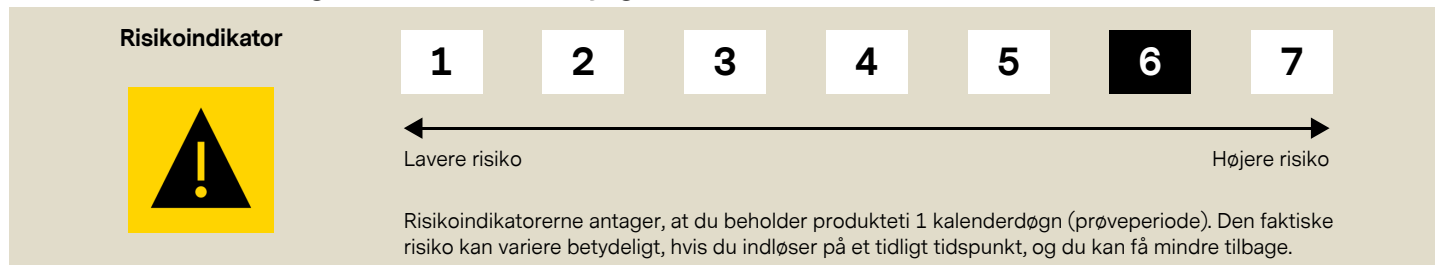 Risikoindikator
1 2 3 4 5 6 7
Lavere risiko Højere risiko
Risikoindikatorerne antager, at du beholder produkteti 1 kalenderdøgn (prøveperiode). Den faktiske
risiko kan variere betydeligt, hvis du indløser på et tidligt tidspunkt, og du kan få mindre tilbage.